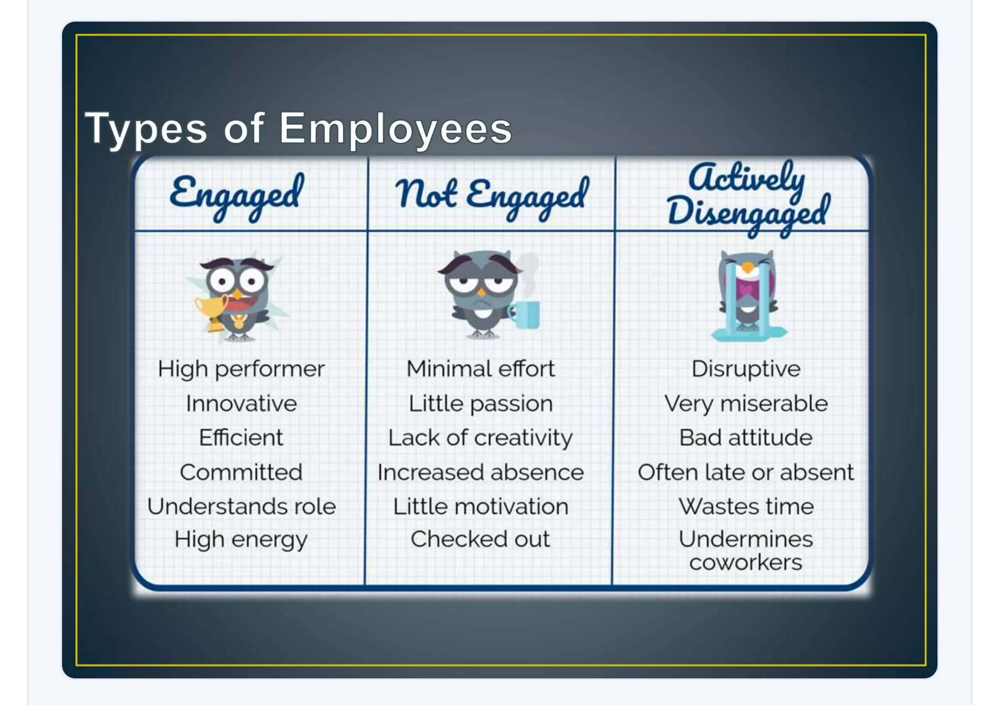 Types of Employees
Engaged
Not Engaged
Actively
Disengaged
High performer
Innovative
Efficient
Committed
Understands role
High energy
Minimal effort
Little passion
Lack of creativity
Increased absence
Little motivation
Checked out
Disruptive
Very miserable
Bad attitude
Often late or absent
Wastes time
Undermines
coworkers